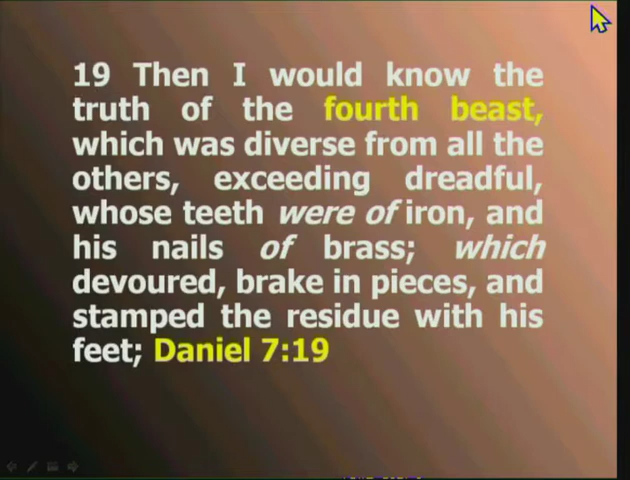 19 Then I would know the
truth of the fourth beast,
which was diverse from all the
others, exceeding dreadful,
whose teeth were of iron, and
his nails of brass; which
devoured, brake in pieces, and
stamped the residue with his
feet; Daniel 7:19